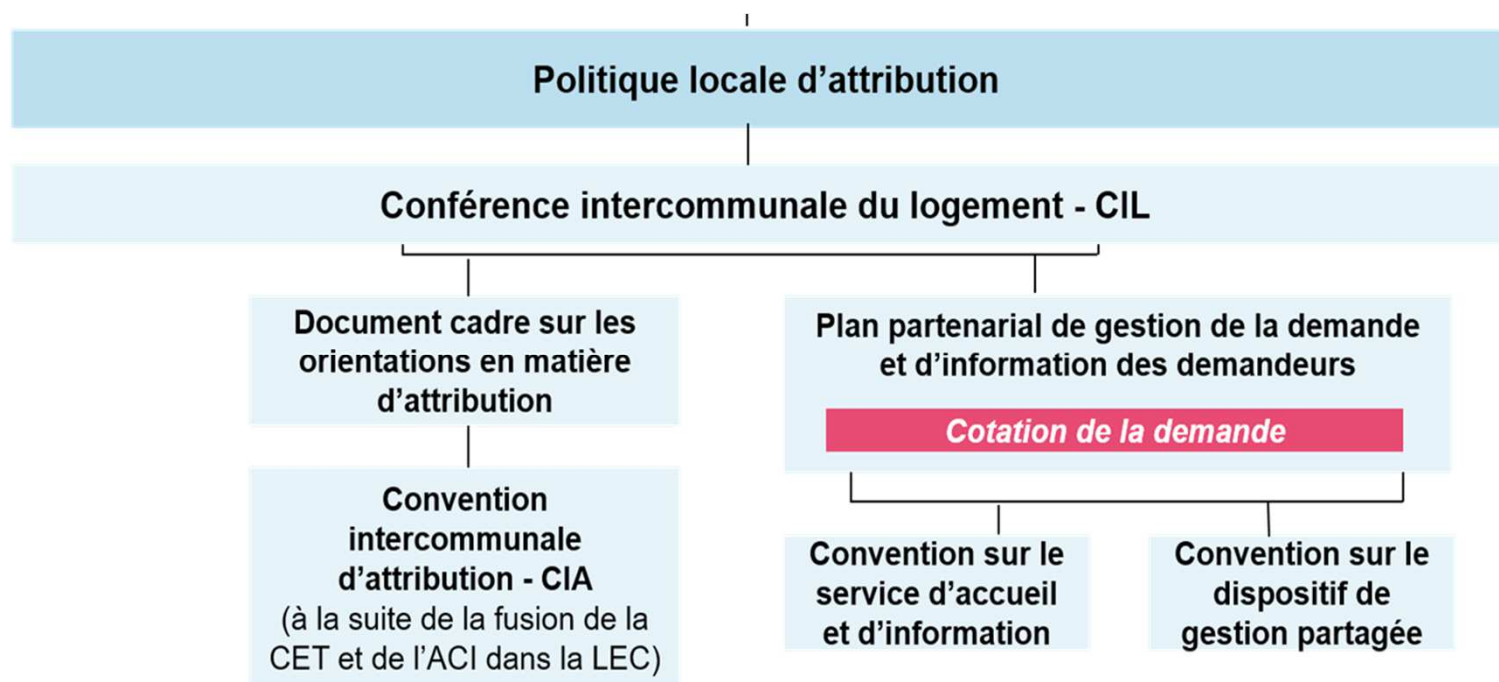 Politique locale d’attribution
Conférence intercommunale du logement - CIL
Document cadre sur les
orientations en matière
d’attribution
Convention
intercommunale
d’attribution - CIA
(à la suite de la fusion de la
CET et de l’ACI dans la LEC)
Plan partenarial de gestion de la demande
et d’information des demandeurs
Cotation de la demande
Convention sur le
service d’accueil
et d’information
Convention sur le
dispositif de
gestion partagée